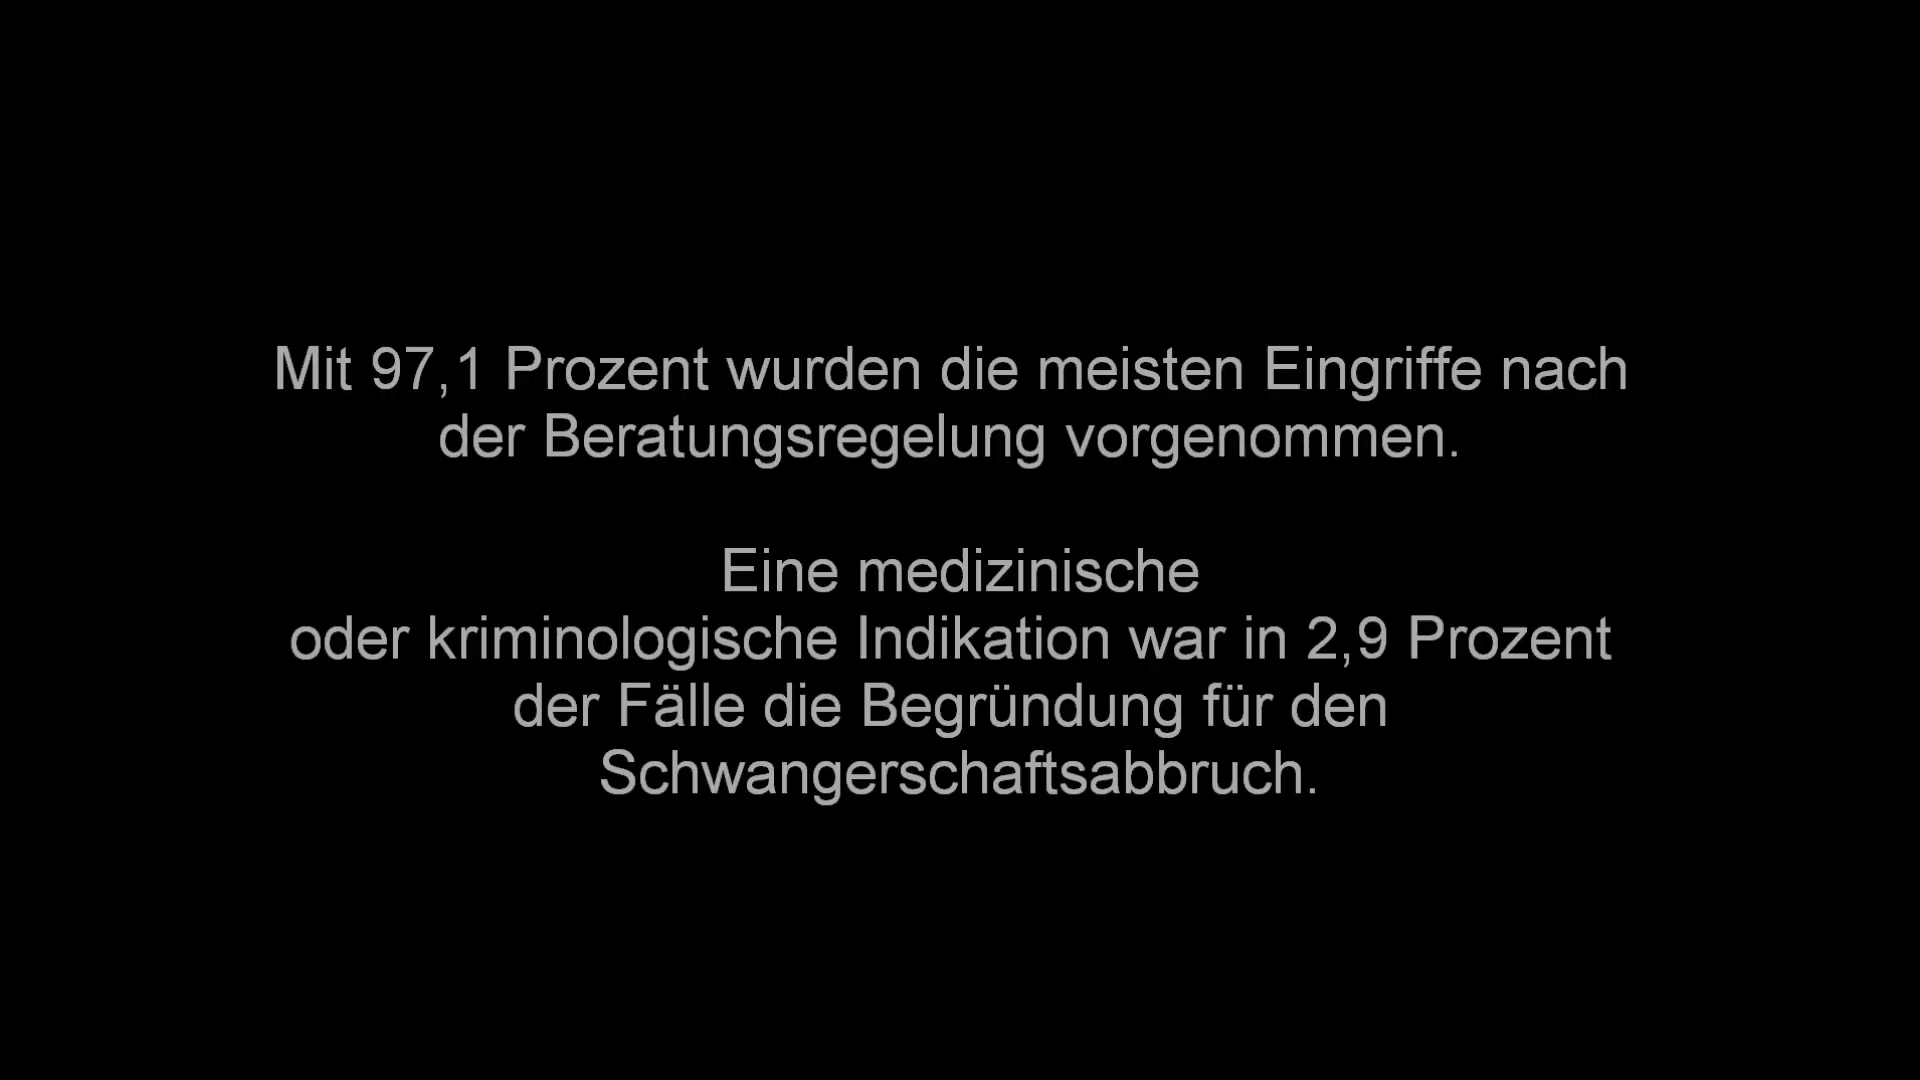 Mit 97,1 Prozent wurden die meisten Eingriffe nach
der Beratungsregelung vorgenommen.
Eine medizinische
oder kriminologische Indikation war in 2,9 Prozent
der Fälle die Begründung für den
Schwangerschaftsabbruch.